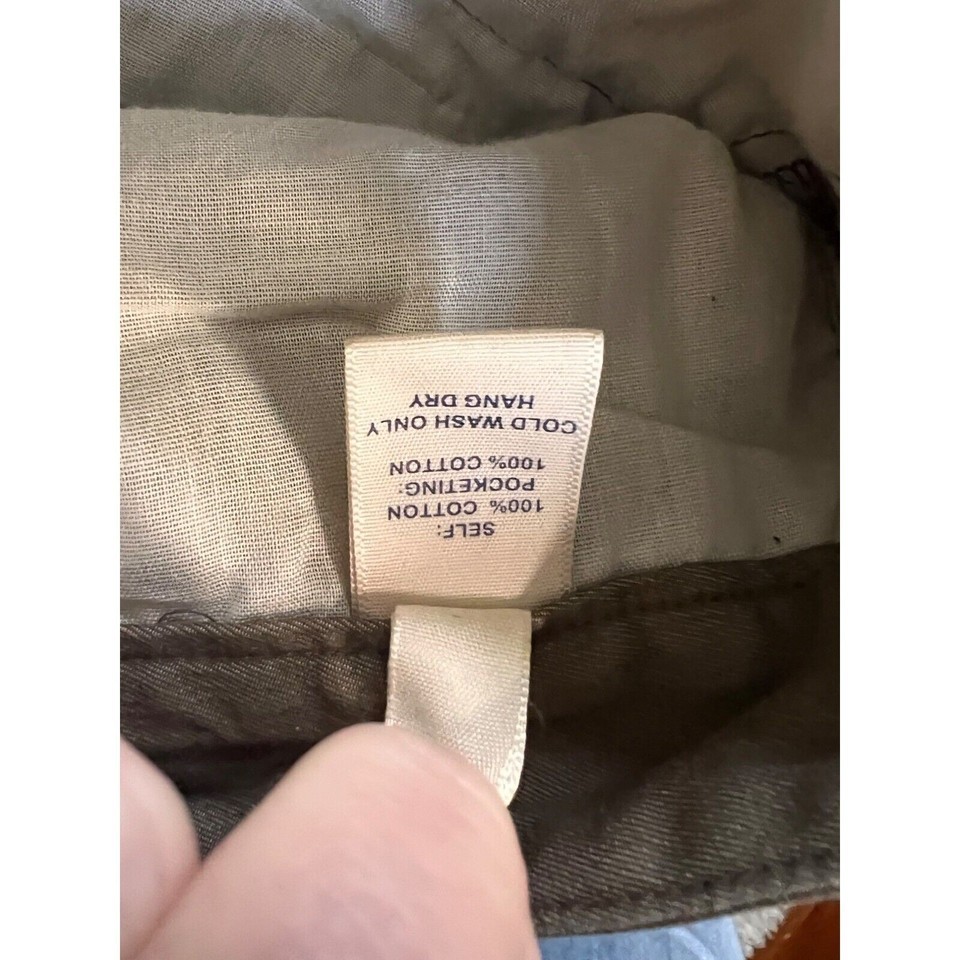 SELF:
100% COTTON
POCKETING:
100% COTTON
COLD WASH ONLY
HANG DRY